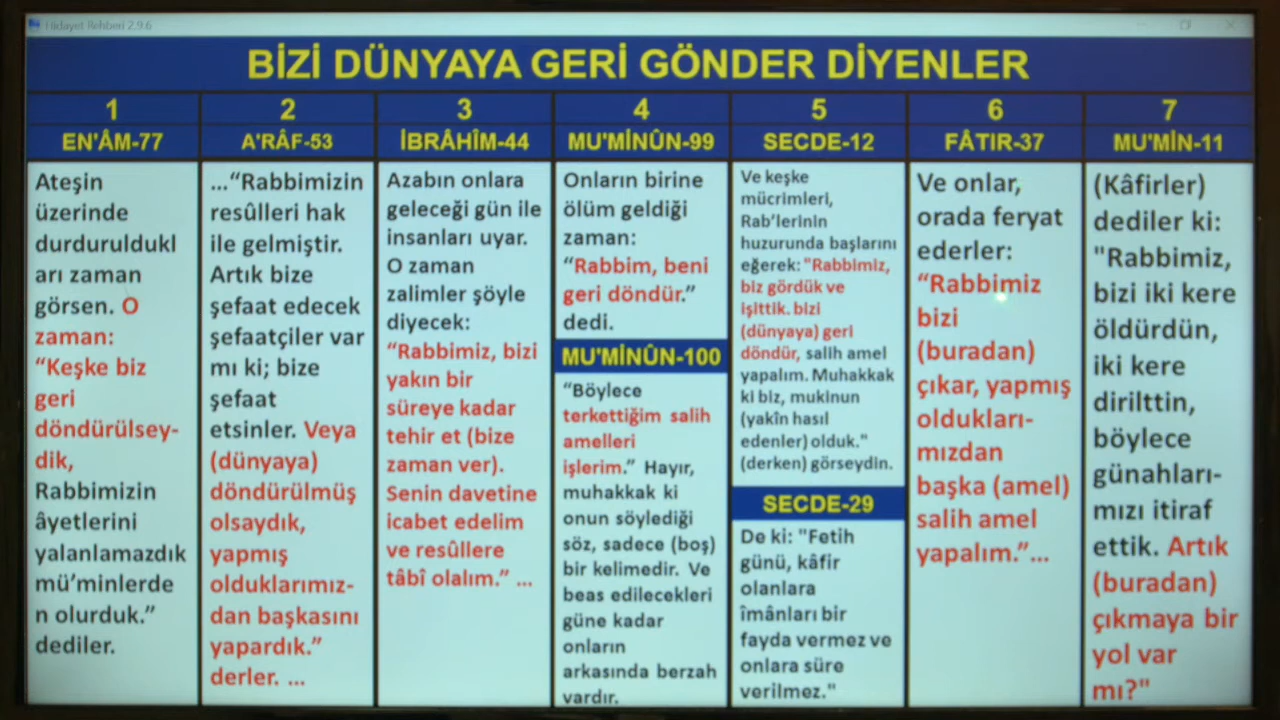 Hidayet Rehberi 2.9.6
BİZİ DÜNYAYA GERİ GÖNDER DİYENLER
1
EN'ÂM-77
Ateşin
üzerinde
durduruldukl
arı zaman
görsen. O
zaman:
“Keşke biz
geri
döndürülsey-
dik,
Rabbimizin
âyetlerini
yalanlamazdık
mü’minlerde
n olurduk.”
dediler.
2
A'RÂF-53
...“Rabbimizin
resûlleri hak
ile gelmiştir.
Artık bize
şefaat edecek
şefaatçiler var
mı ki; bize
şefaat
etsinler. Veya
(dünyaya)
döndürülmüş
olsaydık,
yapmış
olduklarımız-
dan başkasını
yapardık.”
derler. ...
3
İBRÂHÎM-44
Azabın onlara
geleceği gün ile
insanları uyar.
O zaman
zalimler şöyle
diyecek:
“Rabbimiz, bizi
yakın bir
süreye kadar
tehir et (bize
zaman ver).
Senin davetine
icabet edelim
ve resûllere
tâbî olalım.” ...
4
MU'MİNÛN-99
Onların birine
ölüm geldiği
zaman:
“Rabbim, beni
geri döndür.”
dedi.
MU'MİNÛN-100
“Böylece
terkettiğim salih
amelleri
işlerim.” Hayır,
muhakkak ki
onun söylediği
söz, sadece (boş)
bir kelimedir. Ve
beas edilecekleri
güne kadar
onların
arkasında berzah
vardır.
5
SECDE-12
Ve keşke
mücrimleri,
Rab’lerinin
huzurunda başlarını
eğerek: "Rabbimiz,
biz gördük ve
işittik. bizi
(dünyaya) geri
döndür, salih amel
yapalım. Muhakkak
ki biz, mukinun
(yakîn hasıl
edenler) olduk."
(derken) görseydin.
SECDE-29
De ki: "Fetih
günü, kâfir
olanlara
îmânları bir
fayda vermez ve
onlara süre
verilmez."
6
FÂTIR-37
Ve onlar,
orada feryat
ederler:
“Rabbimiz
bizi
(buradan)
çıkar, yapmış
oldukları-
mızdan
başka (amel)
salih amel
yapalım.”...
7
MU'MİN-11
(Kâfirler)
dediler ki:
"Rabbimiz,
bizi iki kere
öldürdün,
iki kere
dirilttin,
böylece
günahları-
mızı itiraf
ettik. Artık
(buradan)
çıkmaya bir
yol var
mı?"